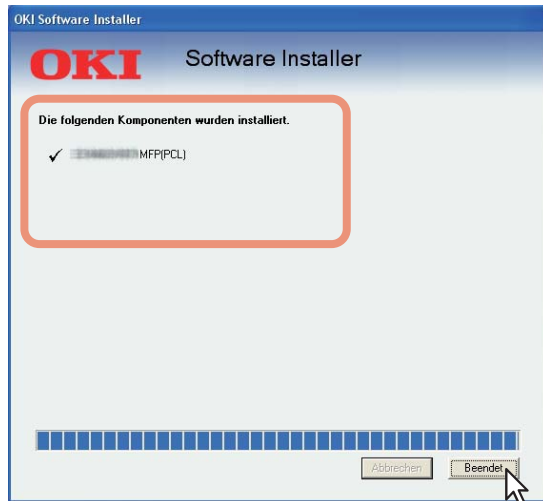 OKI Software Installer
OKI
Software Installer
Die folgenden Komponenten wurden installiert.
MFP(PCL)
Abbrechen
Beendet